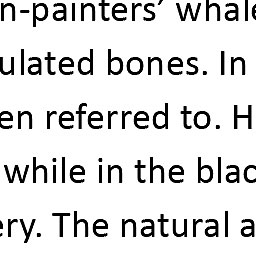 n-painters’ whale
ulated bones. In
en referred to. H
while in the blac
ery. The natural a